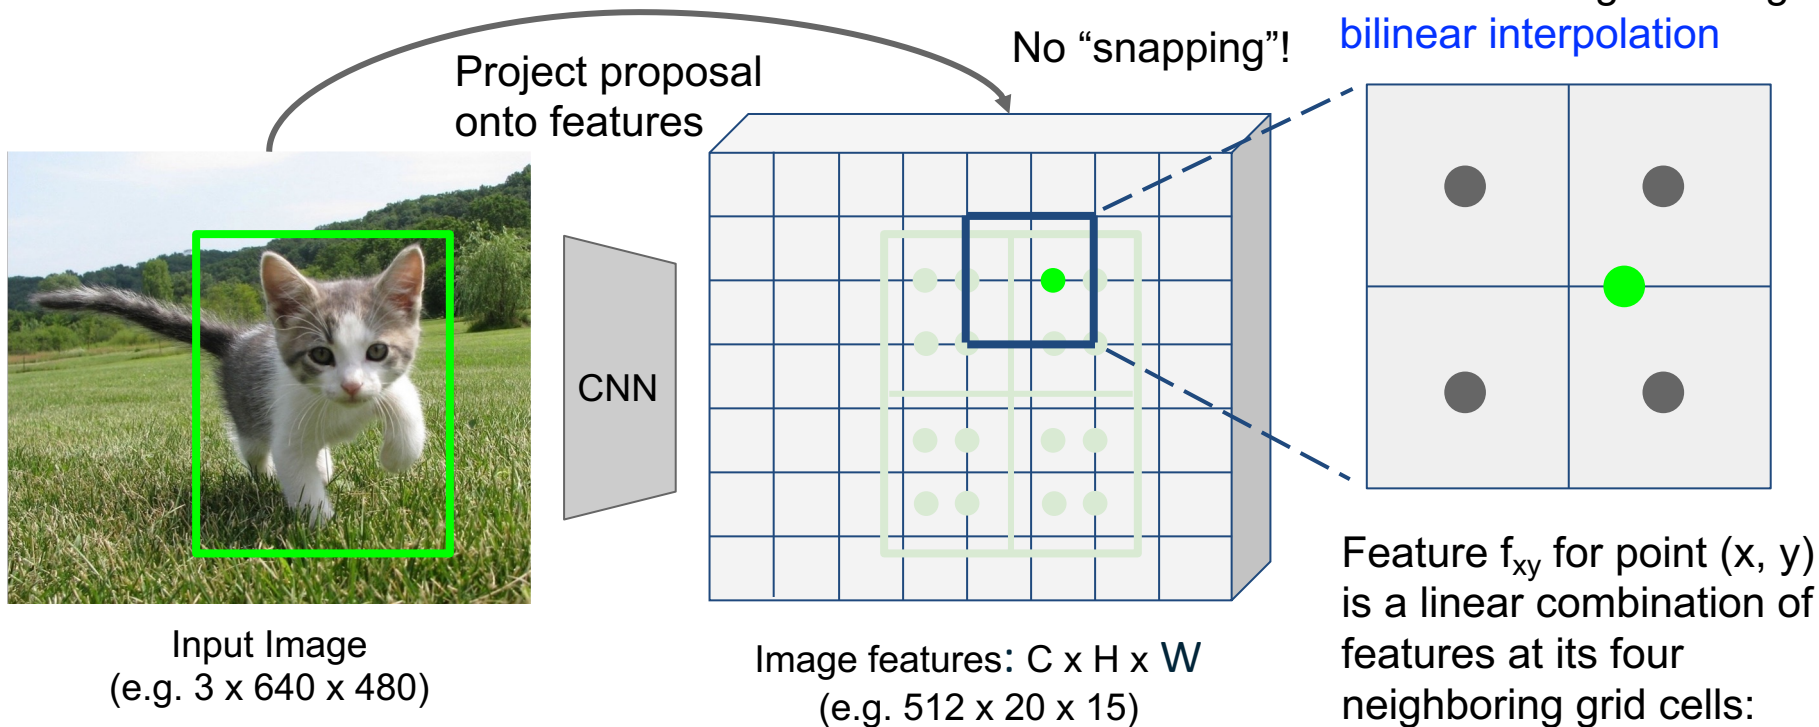 No “snapping”!
bilinear interpolation
Project proposal
onto features
CNN
Input Image
(e.g. 3 x 640 x 480)
Image features: C x H x W
(e.g. 512 x 20 x 15)
Feature fxy for point (x, y)
is a linear combination of
features at its four
neighboring grid cells: